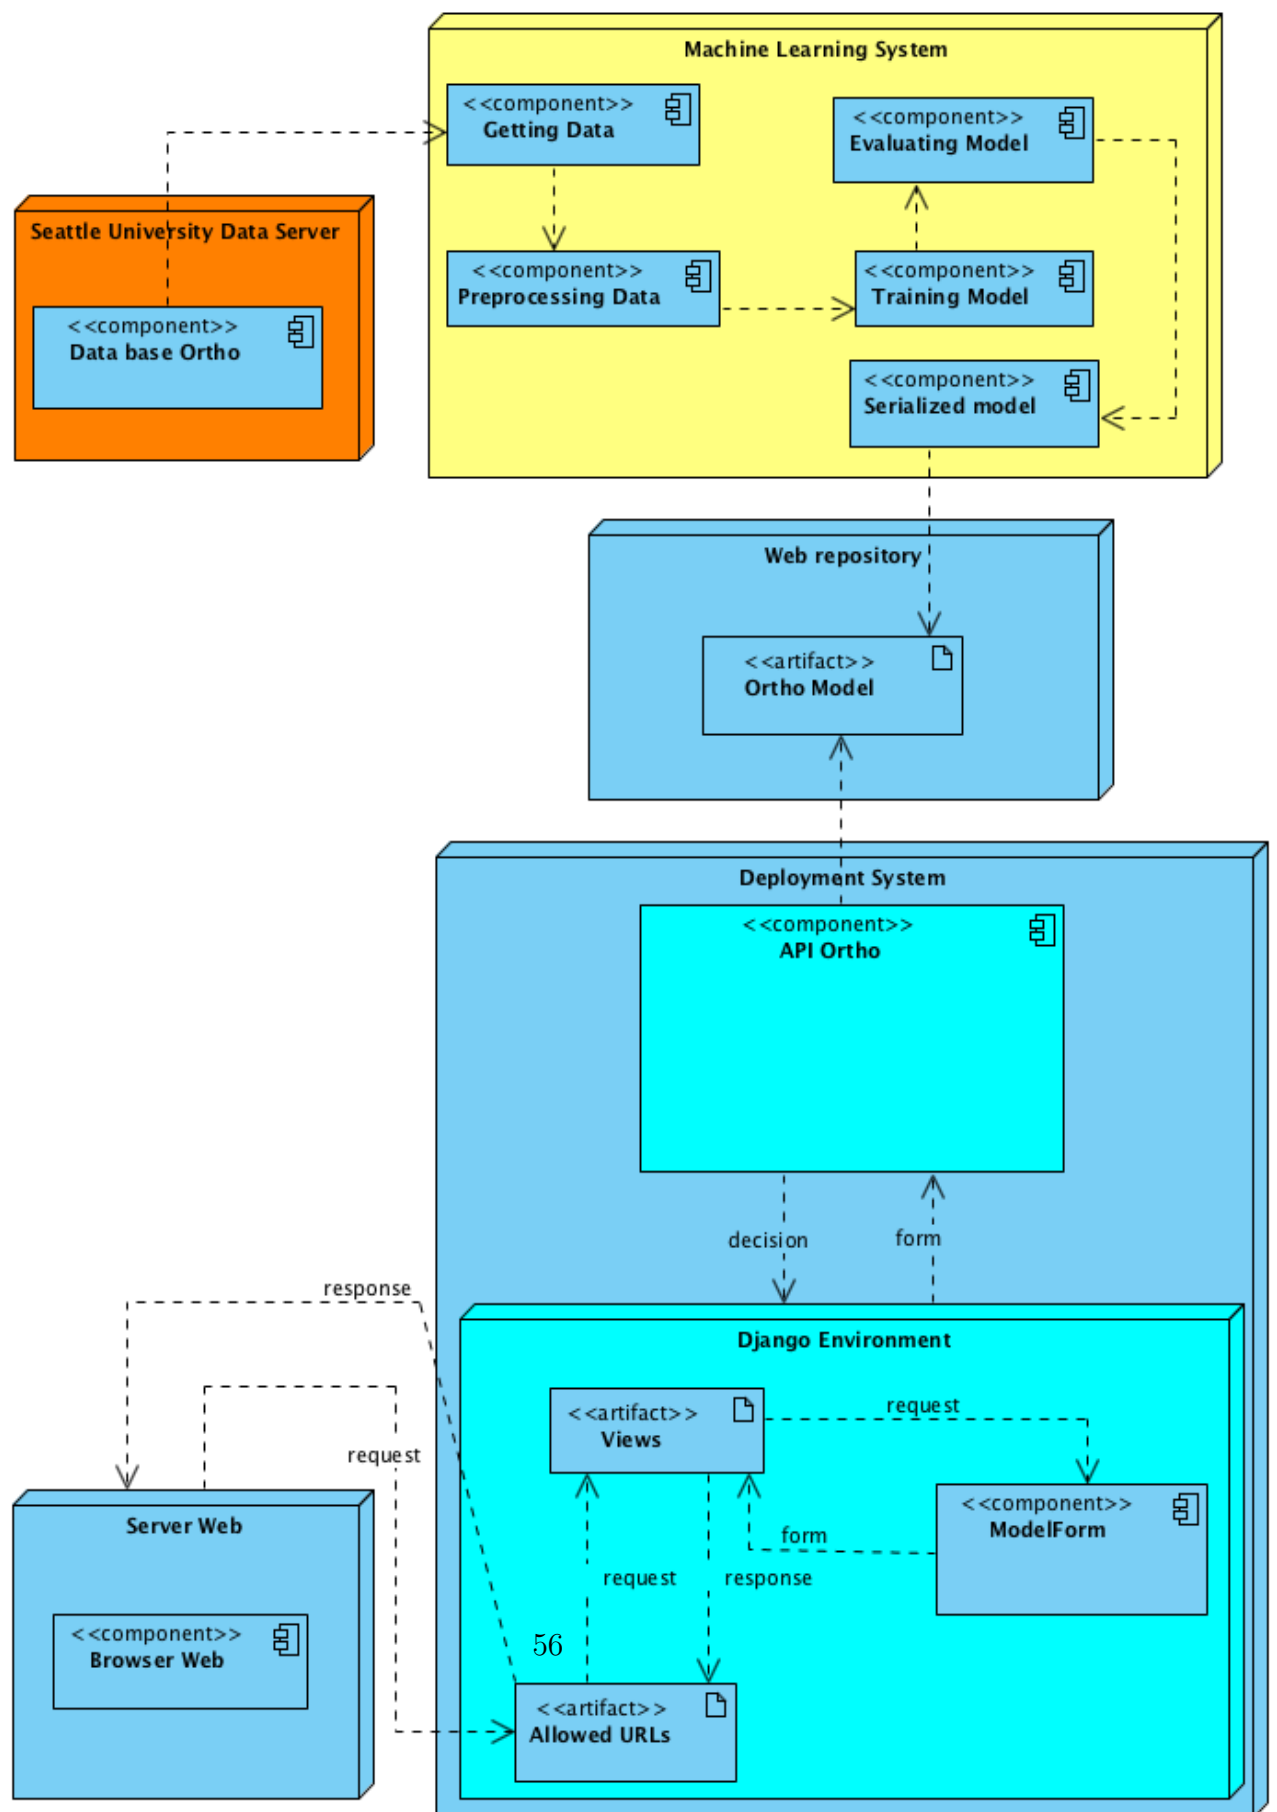 Machine Learning System
<<component>>
Getting Data
<<component>>
Evaluating Model
Seattle University Data Server
<<component>>
Preprocessing Data
<<component>>
Training Model
<<component>>
Data base Ortho
<<component>>
Serialized model
Web repository
<<artifact>>
Ortho Model
Deployment System
<<component>>
API Ortho
decision
form
response
Django Environment
<<artifact>>
Views
request
request
<<component>>
ModelForm
Server Web
form
request
response
<<component>>
Browser Web
56
<<artifact>>
Allowed URLs